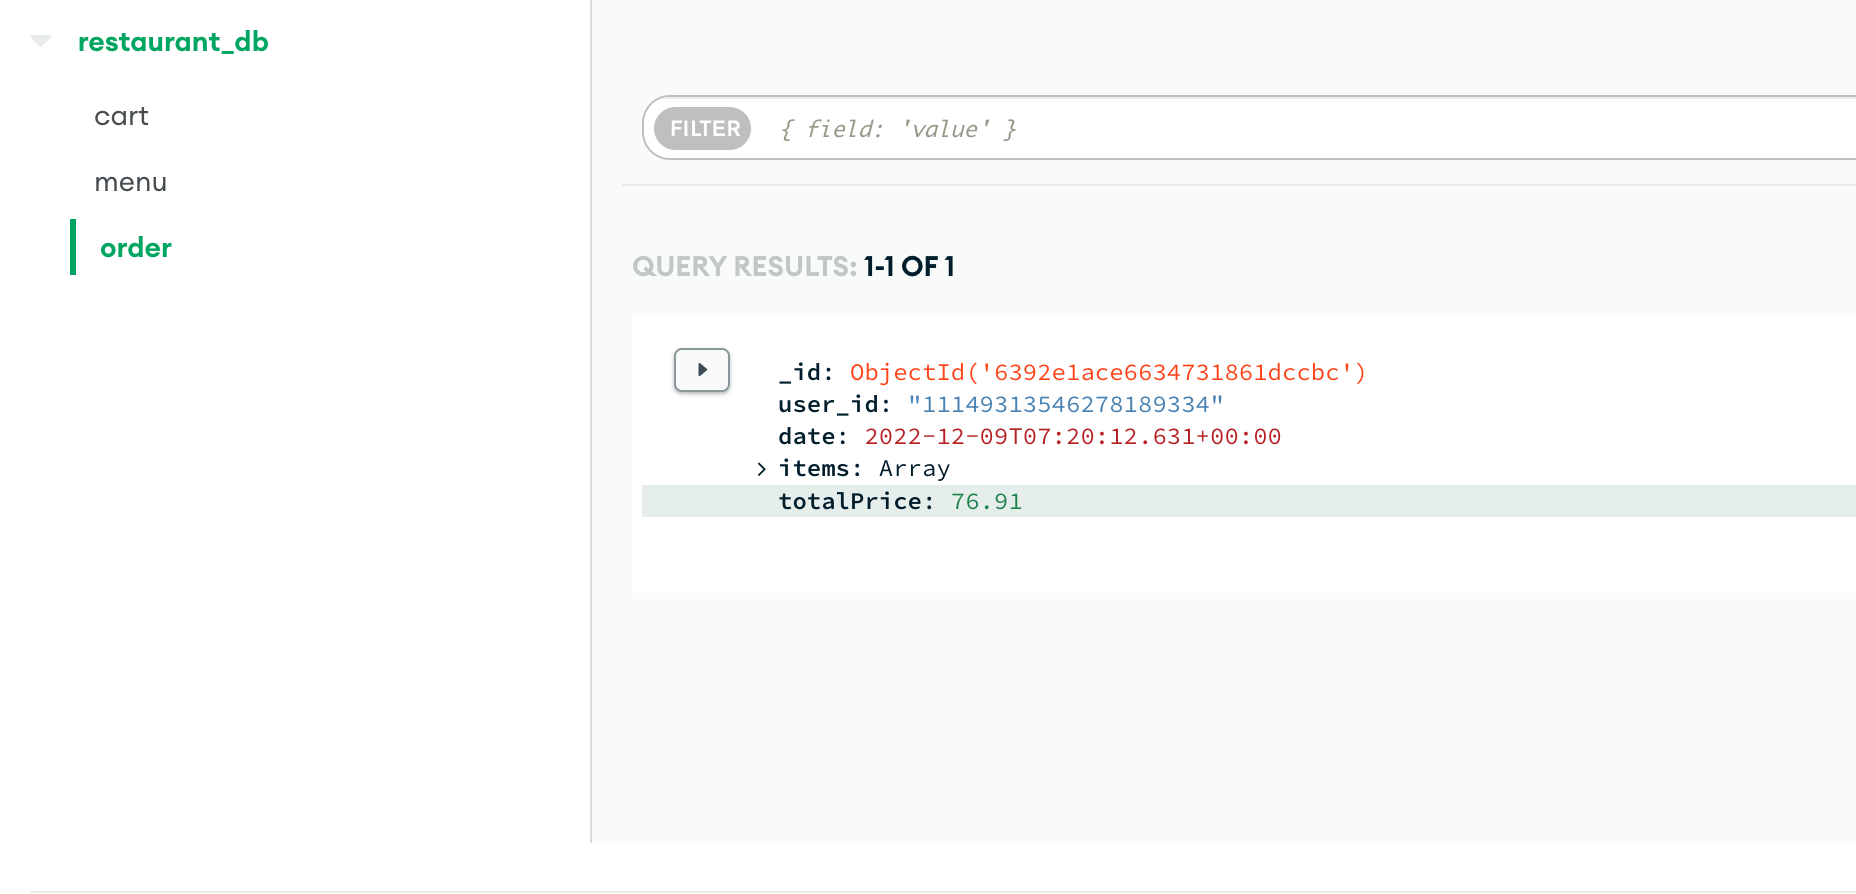 restaurant_db
cart
menu
order
FILTER { field: 'value' }
QUERY RESULTS: 1-1 OF 1
_id: ObjectId('6392e1ace6634731861dccbc')
user_id: "11149313546278189334"
date: 2022-12-09T07:20:12.631+00:00
items: Array
totalPrice: 76.91